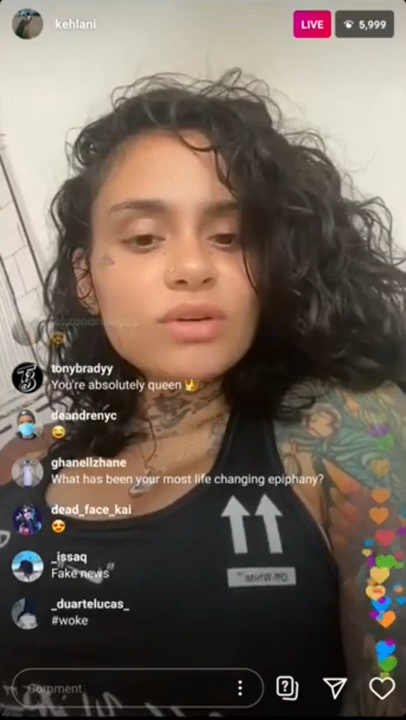 kehlani
LIVE
5,999
tonybradyy
You're absolutely queen
deandrenyc
ghanellzhane
What has been your most life changing epiphany?
dead_face_kai
_issaq
Fake news
_duartelucas_
#woke
Comment